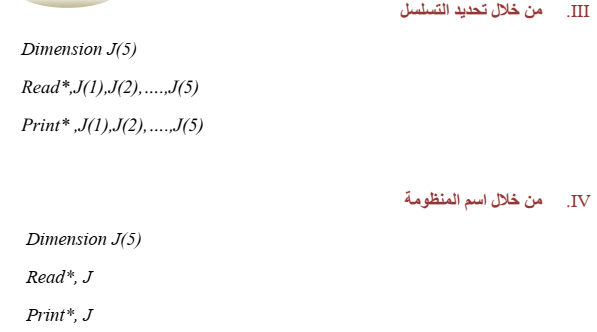 III. من خلال تحديد التسلسل
Dimension J(5)
Read*,J(1),J(2),....,J(5)
Print* ,J(1),J(2),....,J(5)
IV. من خلال اسم المنظومة
Dimension J(5)
Read*, J
Print*, J